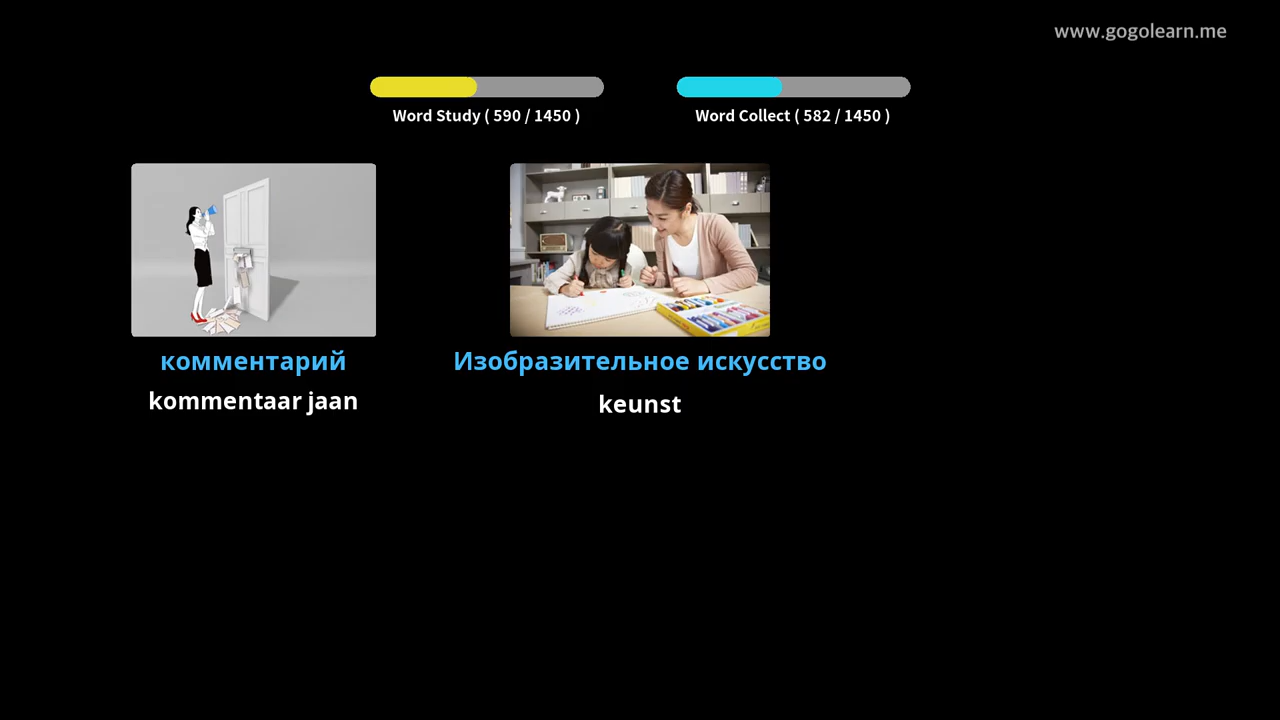 www.gogolearn.me
Word Study ( 590 / 1450 )
Word Collect ( 582 / 1450 )
комментарий
kommentaar jaan
Изобразительное искусство
keunst